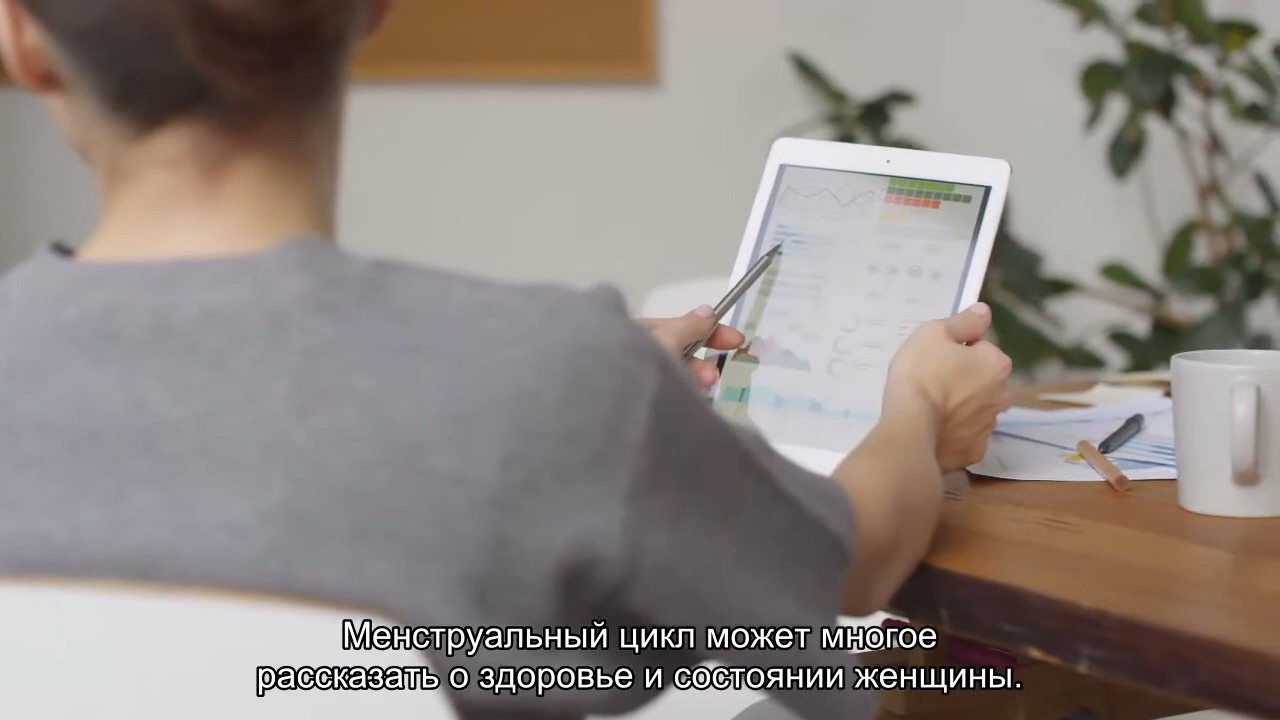 Менструальный цикл может многое
рассказать о здоровье и состоянии женщины.